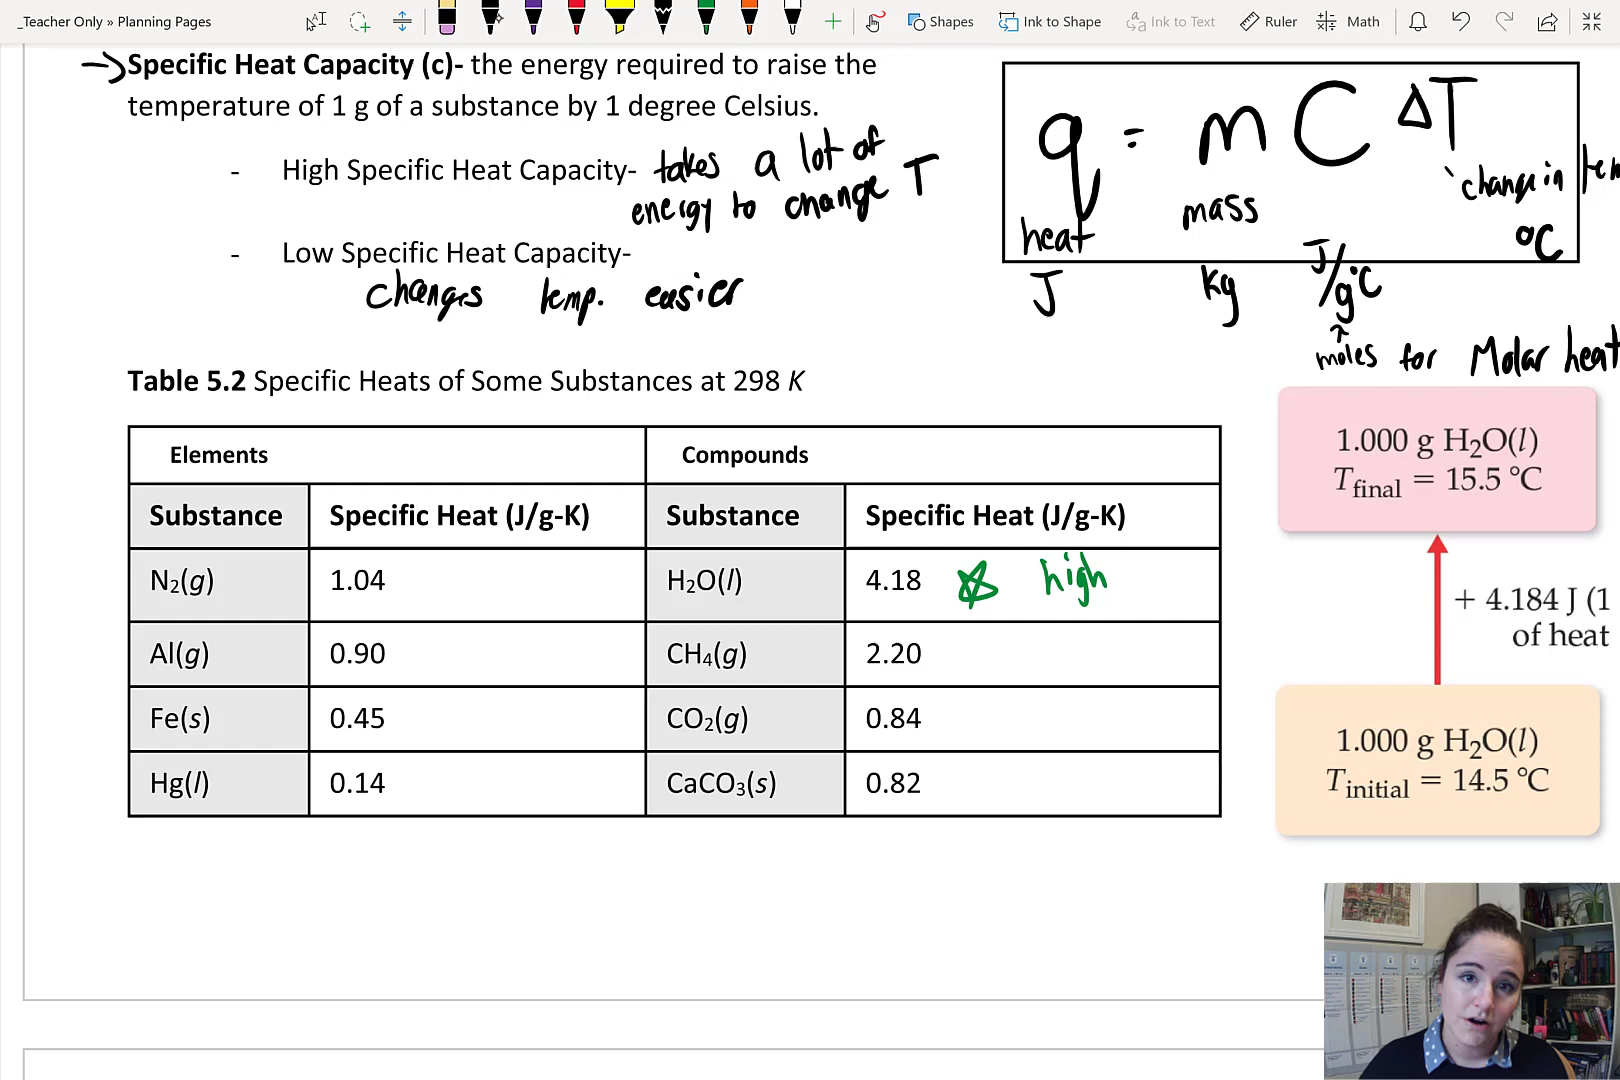 _Teacher Only » Planning Pages
Shapes
Ink to Shape
Ink to Text
Ruler
Math
Specific Heat Capacity (c)- the energy required to raise the
temperature of 1 g of a substance by 1 degree Celsius.
- High Specific Heat Capacity- takes a lot of
energy to change T
- Low Specific Heat Capacity-
changes temp. easier
q = m C ΔT
heat
mass
change in tem
°C
J
kg
J/g°C
moles for Molar heat
Table 5.2 Specific Heats of Some Substances at 298 K
Elements Compounds
Substance Specific Heat (J/g-K) Substance Specific Heat (J/g-K)
N₂(g) 1.04 H₂O(l) 4.18 high
Al(g) 0.90 CH₄(g) 2.20
Fe(s) 0.45 CO₂(g) 0.84
Hg(l) 0.14 CaCO₃(s) 0.82
1.000 g H₂O(l)
Tfinal = 15.5 °C
+ 4.184 J (1
of heat
1.000 g H₂O(l)
Tinitial = 14.5 °C